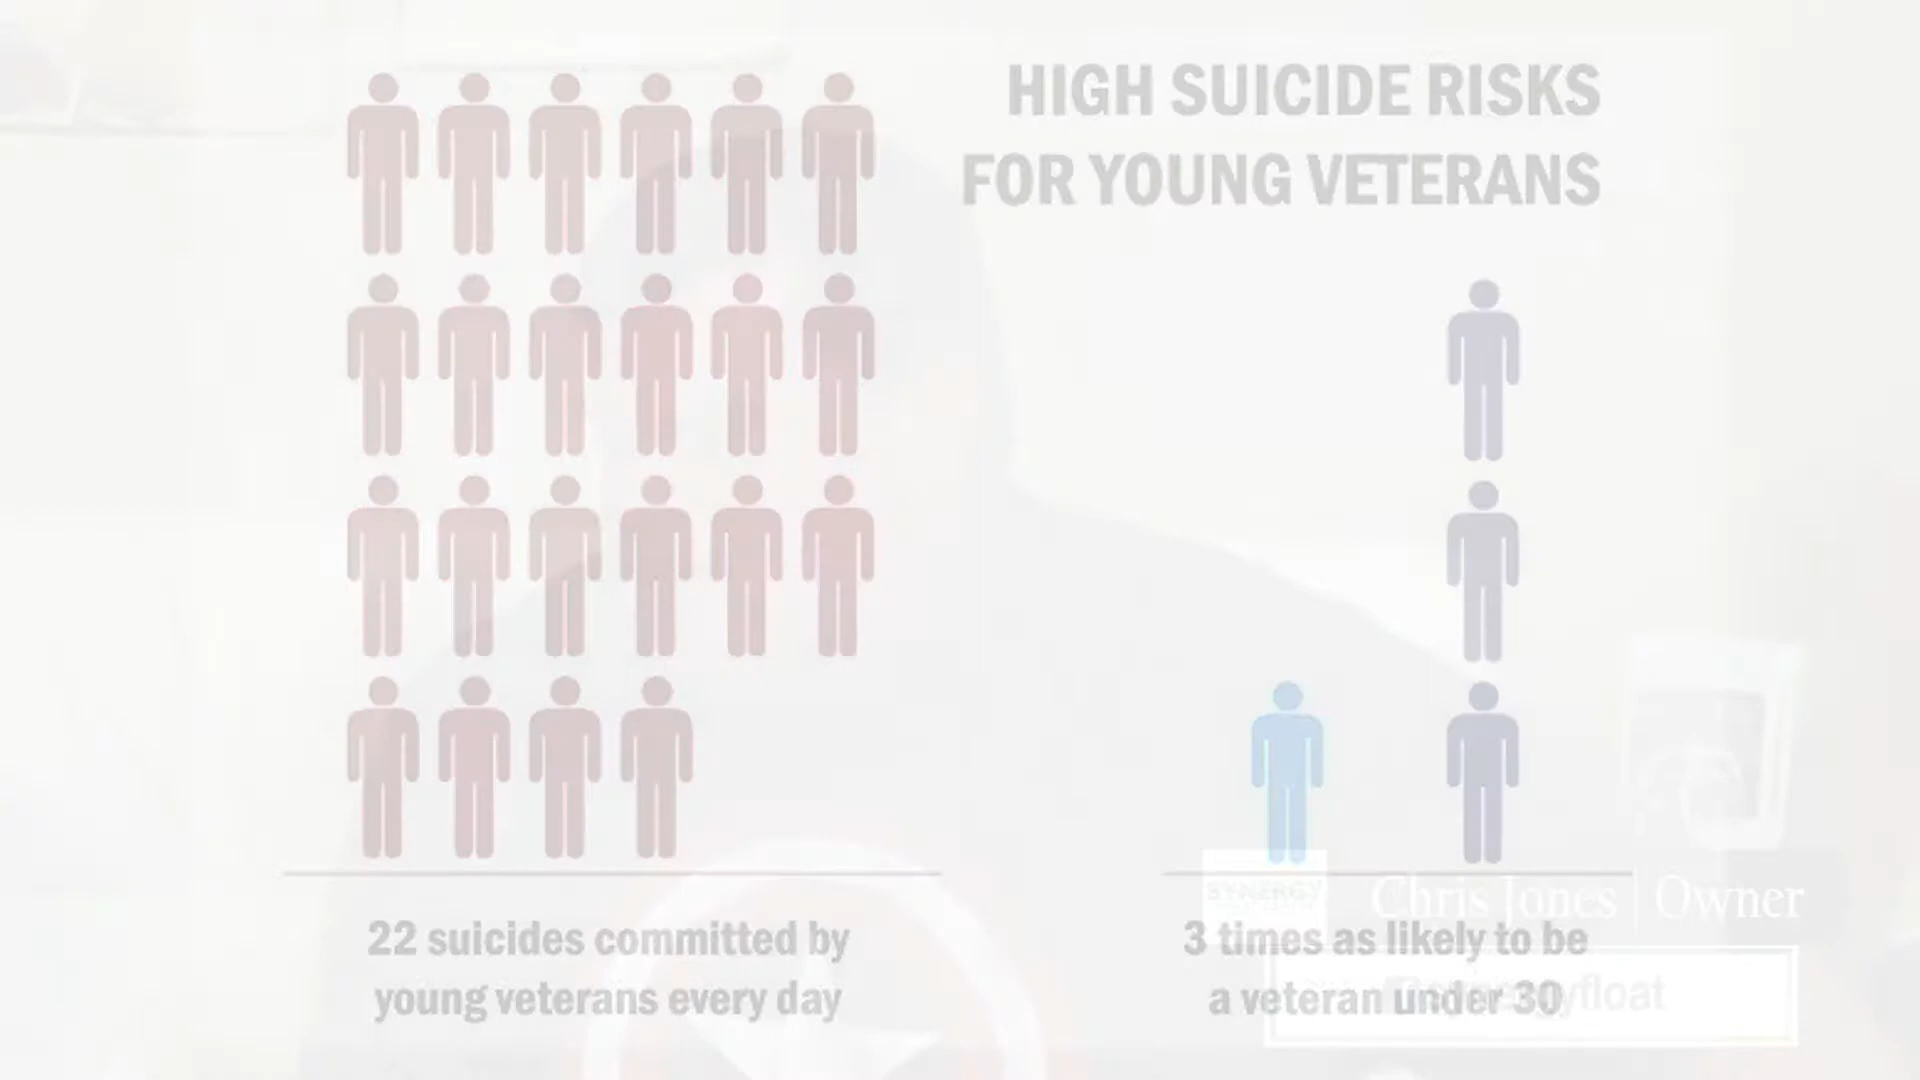 HIGH SUICIDE RISKS
FOR YOUNG VETERANS
22 suicides committed by
young veterans every day
3 times as likely to be
a veteran under 30
SYNERGY
Chris Jones | Owner